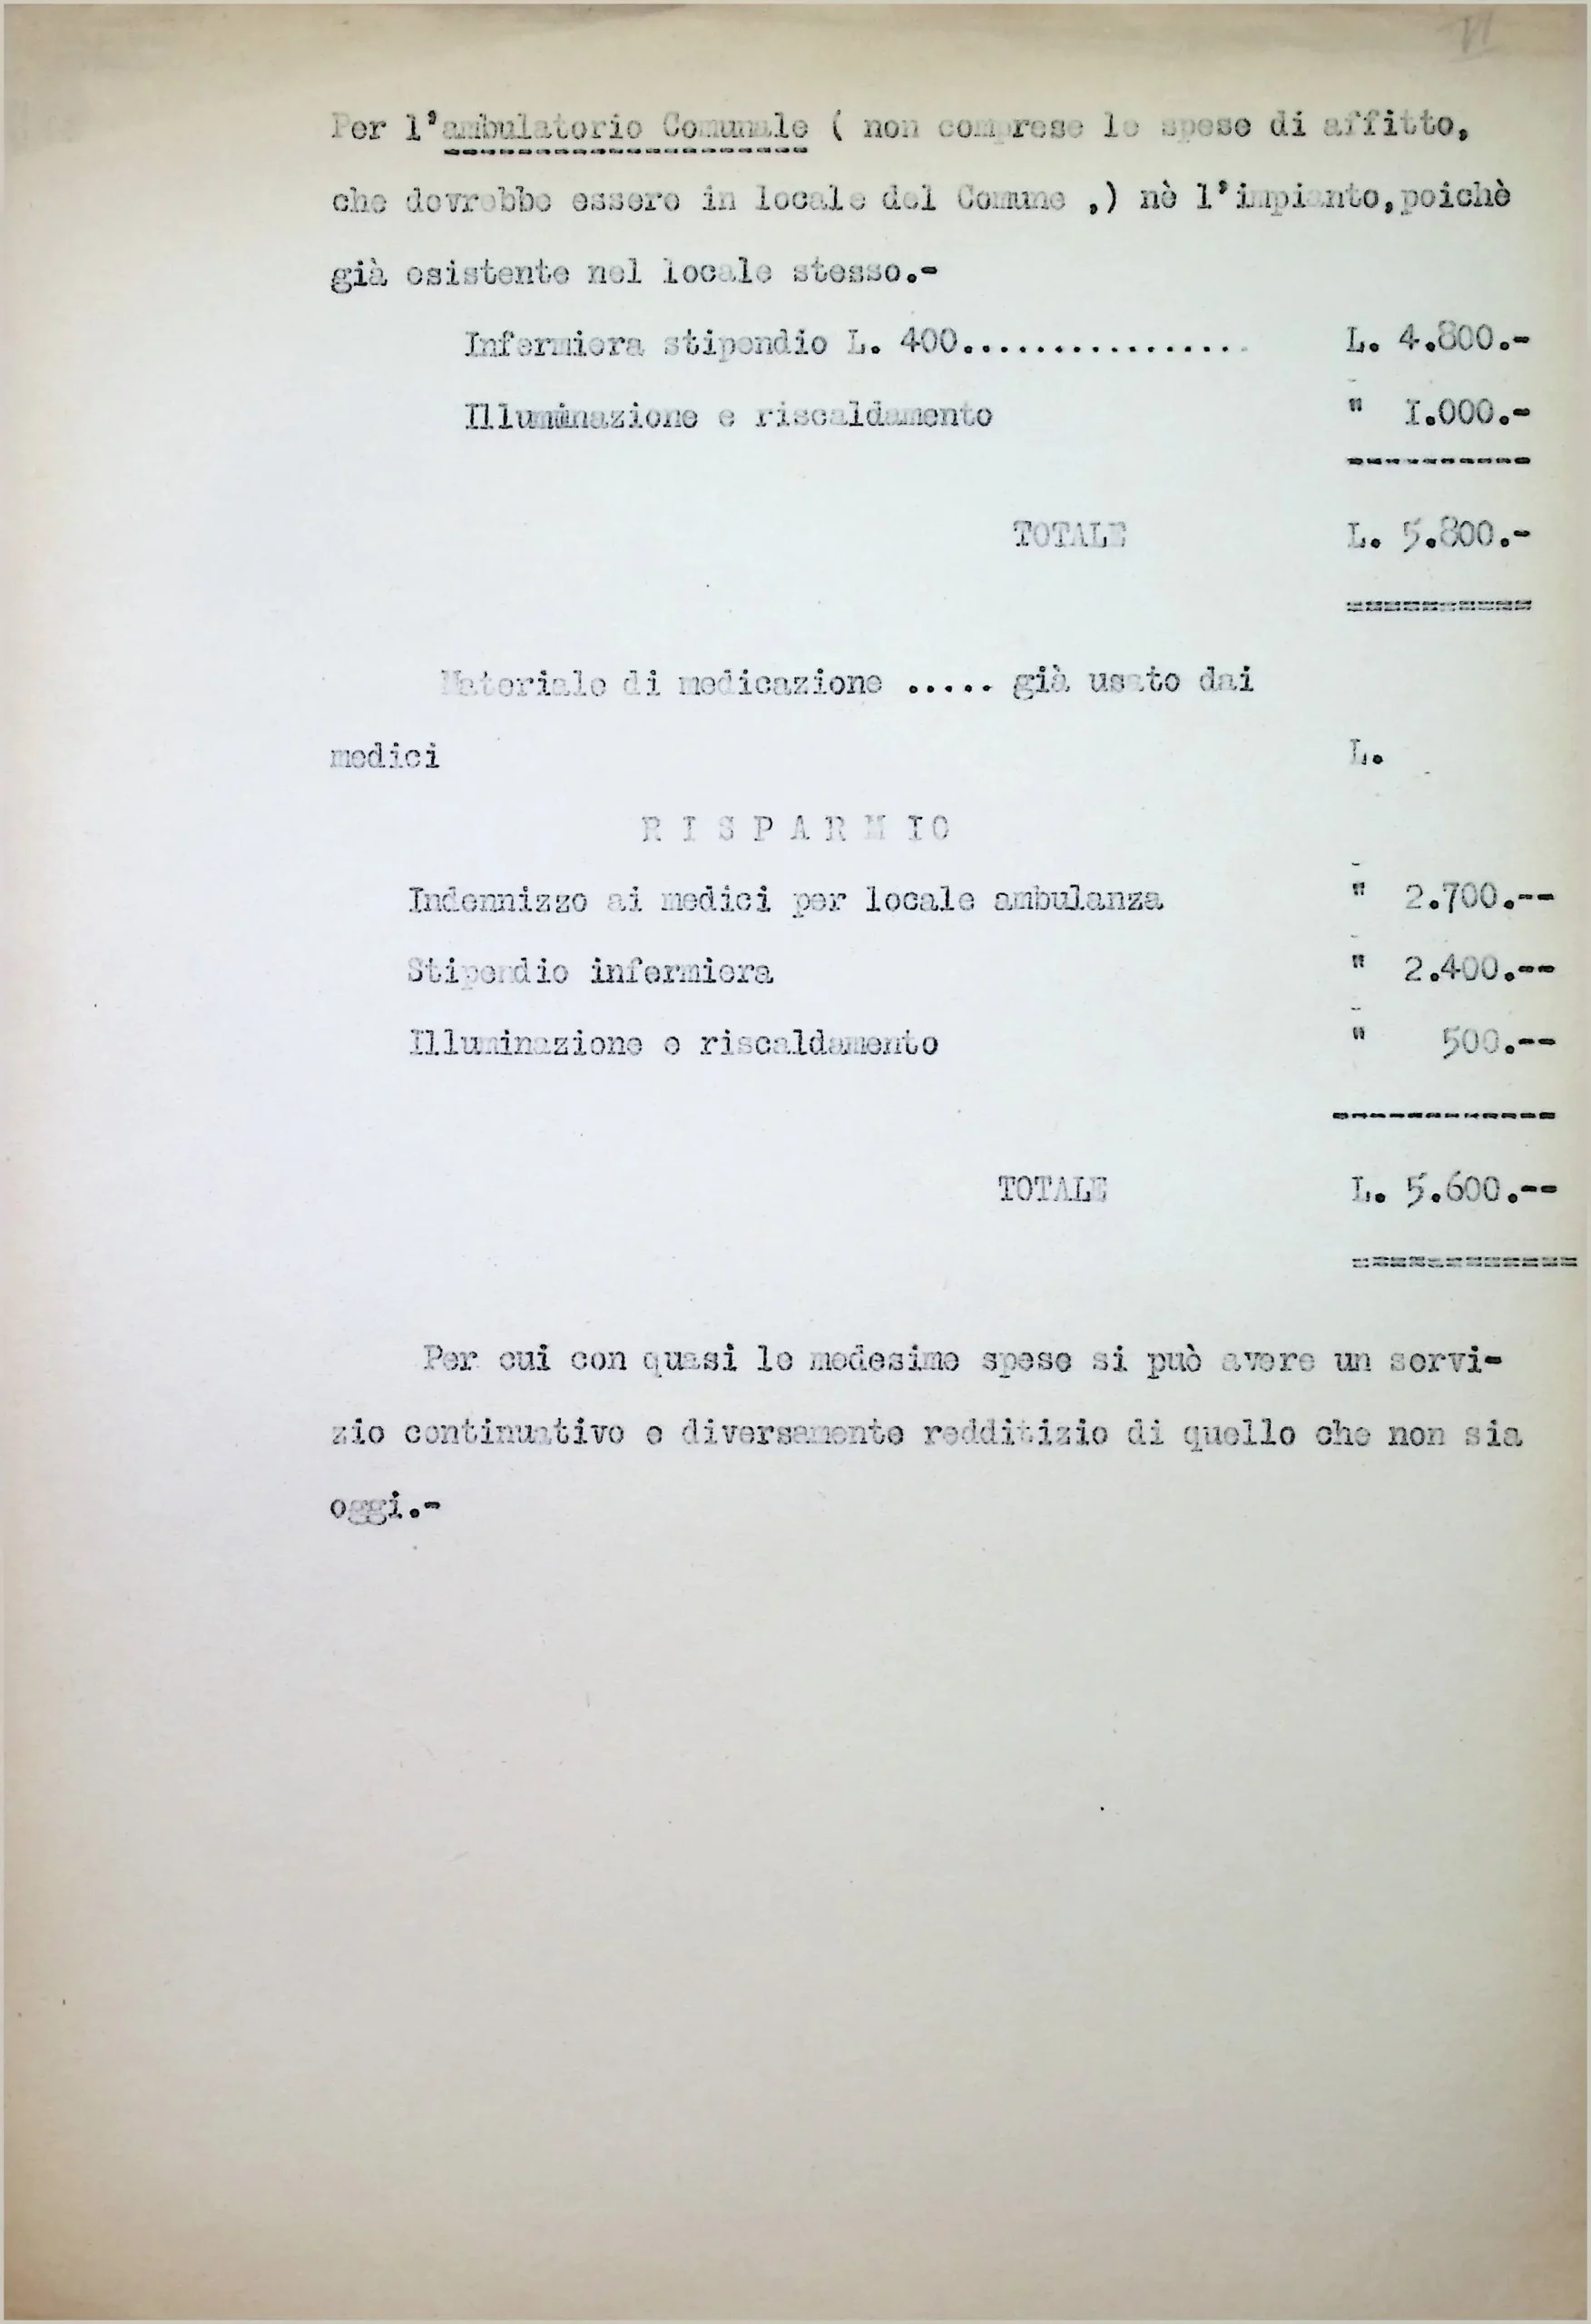 VI
Per l'ambulatorio Comunale ( non comprese le spese di affitto,
che dovrebbe essere in locale del Comune ,) nè l'impianto,poichè
già esistente nel locale stesso.-
Infermiera stipendio L. 400................ L. 4.800.-
Illuminazione e riscaldamento " I.000.-
TOTALE L. 5.800.-
Materiale di medicazione ..... già usato dai
medici L.
R I S P A R M I O
Indennizzo ai medici per locale ambulanza " 2.700.--
Stipendio infermiera " 2.400.--
Illuminazione e riscaldamento " 500.--
TOTALE L. 5.600.--
Per cui con quasi le medesime spese si può avere un servi-
zio continuativo e diversamente redditizio di quello che non sia
oggi.-